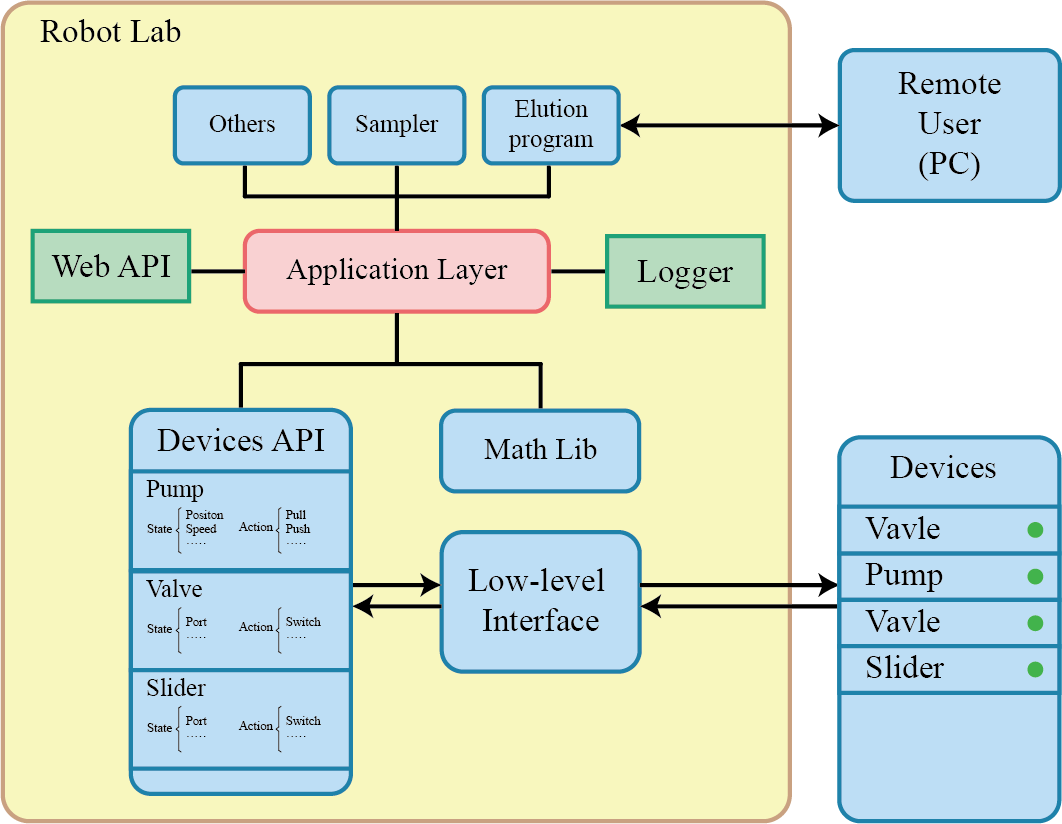 Robot Lab
Others
Sampler
Elution
program
Remote
User
(PC)
Web API
Application Layer
Logger
Devices API
Pump
State { Positon
Speed
.....
Action { Pull
Push
.....
Valve
State { Port
.....
Action { Switch
.....
Slider
State { Port
.....
Action { Switch
.....
Math Lib
Low-level
Interface
Devices
Vavle
Pump
Vavle
Slider